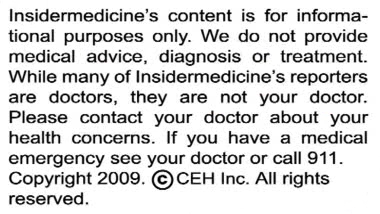 Insidermedicine's content is for informa-
tional purposes only. We do not provide
medical advice, diagnosis or treatment.
While many of Insidermedicine's reporters
are doctors, they are not your doctor.
Please contact your doctor about your
health concerns. If you have a medical
emergency see your doctor or call 911.
Copyright 2009. ©CEH Inc. All rights
reserved.